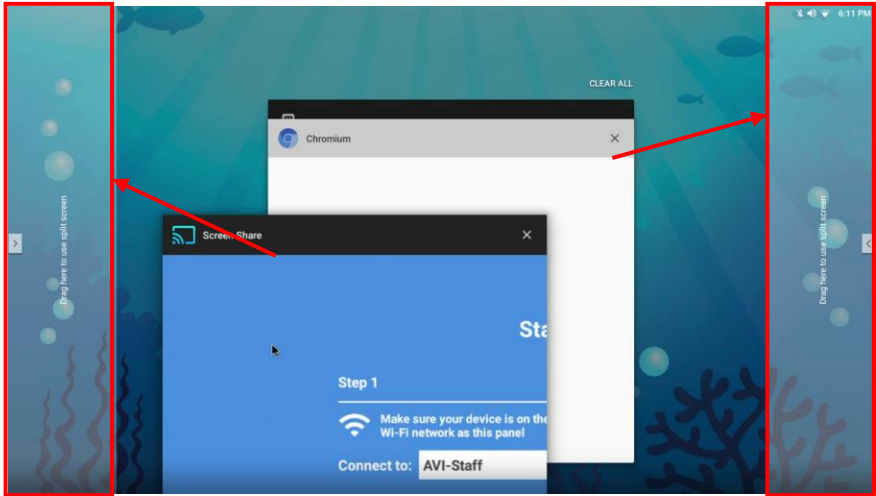 6:11 PM
CLEAR ALL
Chromium
Drag here to use split screen
Drag here to use split screen
Screen Share
Sta
Step 1
Make sure your device is on the
Wi-Fi network as this panel
Connect to: AVI-Staff